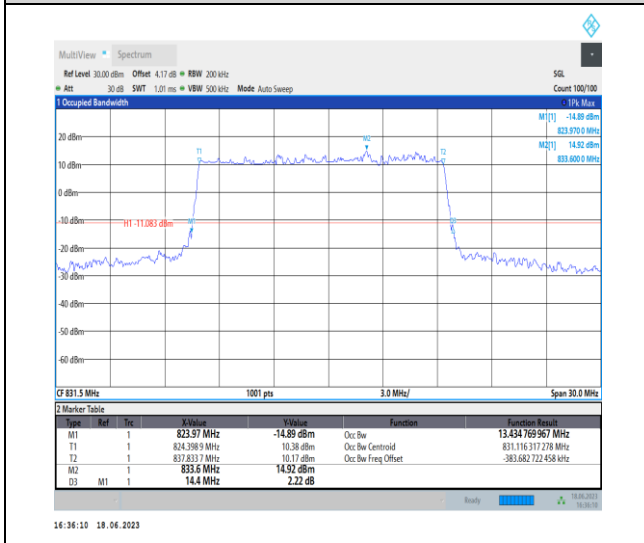 MultiView Spectrum
Ref Level 30.00 dBm Offset 4.17 dB RBW 200 kHz SGL
Att 30 dB SWT 1.01 ms VBW 500 kHz Mode Auto Sweep Count 100/100
1 Occupied Bandwidth 1Pk Max
M1[1] -14.89 dBm
823.970 0 MHz
M2[1] 14.92 dBm
833.600 0 MHz
20 dBm
M2
T1 T2
10 dBm
0 dBm
-10 dBm
H1 -11.083 dBm
M1
-20 dBm
-30 dBm
-40 dBm
-50 dBm
-60 dBm
CF 831.5 MHz 1001 pts 3.0 MHz/ Span 30.0 MHz
2 Marker Table
Type Ref Trc X-Value Y-Value Function Function Result
M1 1 823.97 MHz -14.89 dBm Occ Bw 13.434 769 967 MHz
T1 1 824.398 9 MHz 10.38 dBm Occ Bw Centroid 831.116 317 278 MHz
T2 1 837.833 7 MHz 10.17 dBm Occ Bw Freq Offset -383.682 722 458 kHz
M2 1 833.6 MHz 14.92 dBm
D3 M1 1 14.4 MHz 2.22 dB
Ready 18.06.2023
16:36:10
16:36:10 18.06.2023